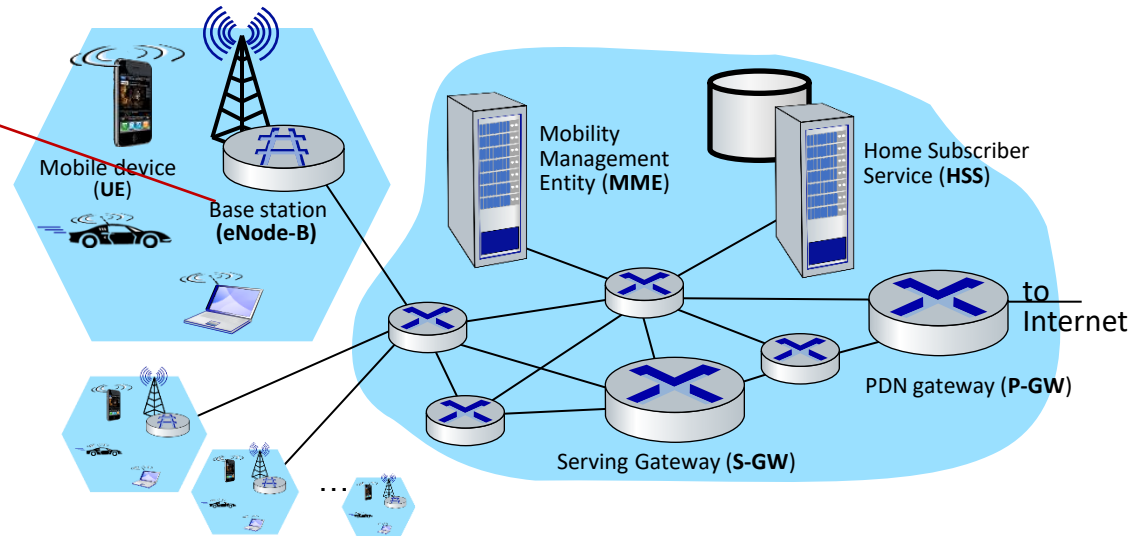 Mobile device
(UE)
Base station
(eNode-B)
Mobility
Management
Entity (MME)
Home Subscriber
Service (HSS)
to
Internet
PDN gateway (P-GW)
Serving Gateway (S-GW)
...